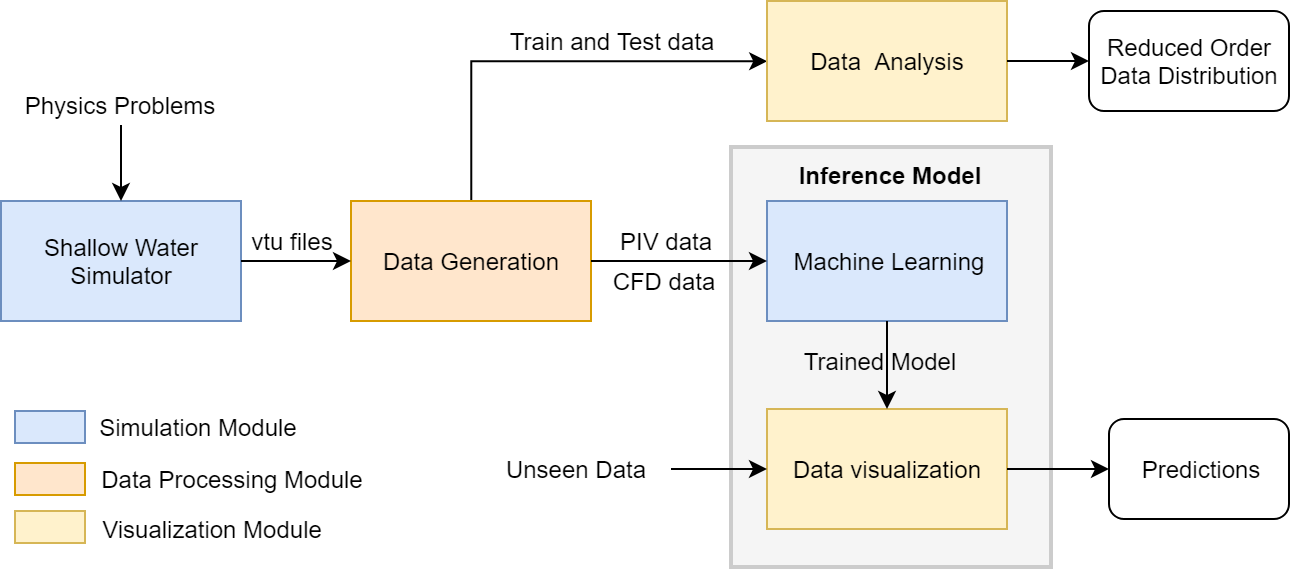 Train and Test data
Data Analysis
Reduced Order
Data Distribution
Physics Problems
Inference Model
Shallow Water
Simulator
vtu files
Data Generation
PIV data
CFD data
Machine Learning
Trained Model
Simulation Module
Data Processing Module
Visualization Module
Unseen Data
Data visualization
Predictions